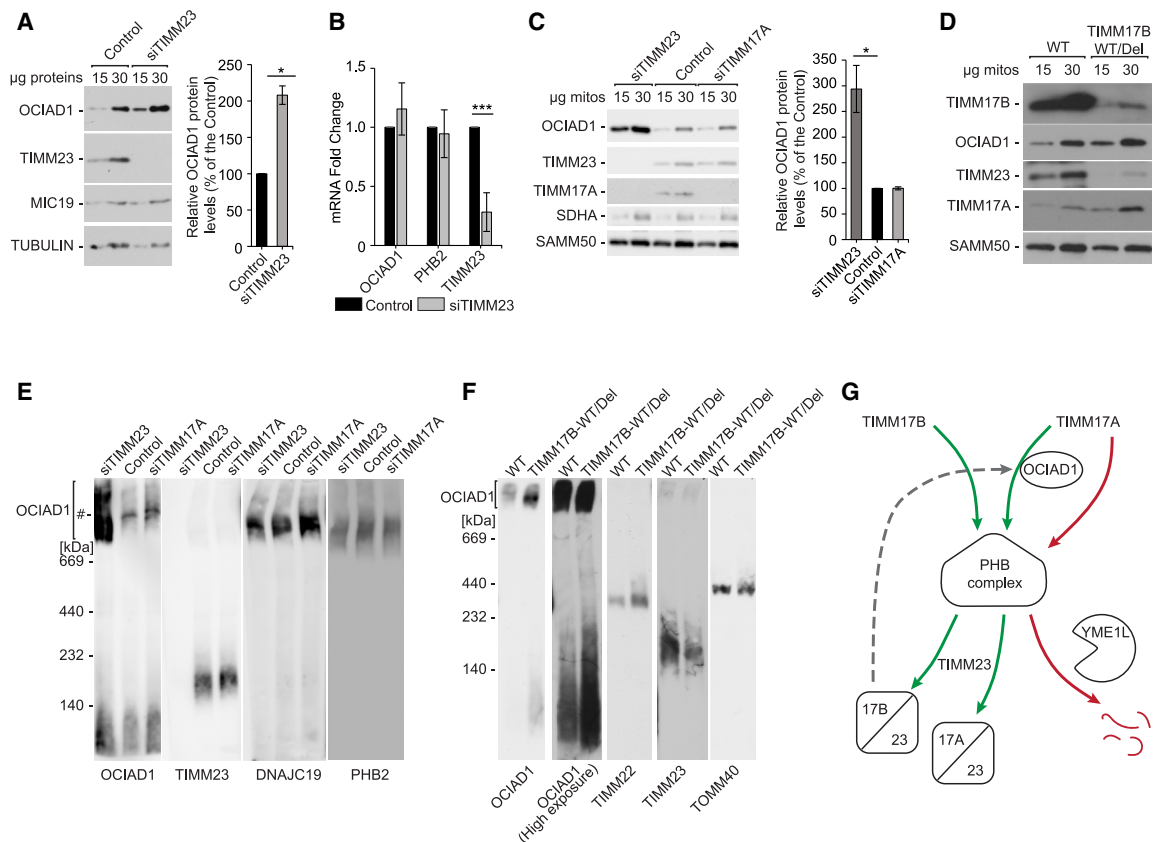 A
Control
siTIMM23
µg proteins 15 30 15 30
OCIAD1
TIMM23
MIC19
TUBULIN
Relative OCIAD1 protein
levels (% of the Control)
200
150
100
50
0
*
Control
siTIMM23
B
mRNA Fold Change
1.5
1.0
0.5
0
***
OCIAD1
PHB2
TIMM23
Control
siTIMM23
C
siTIMM23
Control
siTIMM17A
µg mitos 15 30 15 30 15 30
OCIAD1
TIMM23
TIMM17A
SDHA
SAMM50
Relative OCIAD1 protein
levels (% of the Control)
350
300
250
200
150
100
50
0
*
siTIMM23
Control
siTIMM17A
D
WT
TIMM17B
WT/Del
µg mitos 15 30 15 30
TIMM17B
OCIAD1
TIMM23
TIMM17A
SAMM50
E
siTIMM23
Control
siTIMM17A
siTIMM23
Control
siTIMM17A
siDNAJC19
Control
siTIMM17A
siTIMM23
Control
siTIMM17A
OCIAD1
#
[kDa]
669
440
232
140
OCIAD1
TIMM23
DNAJC19
PHB2
F
WT
TIMM17B-WT/Del
WT
TIMM17B-WT/Del
WT
TIMM17B-WT/Del
WT
TIMM17B-WT/Del
WT
TIMM17B-WT/Del
OCIAD1
[kDa]
669
440
232
140
OCIAD1
OCIAD1
(High exposure)
TIMM22
TIMM23
TOMM40
G
TIMM17B
TIMM17A
OCIAD1
PHB
complex
YME1L
TIMM23
17B
23
17A
23